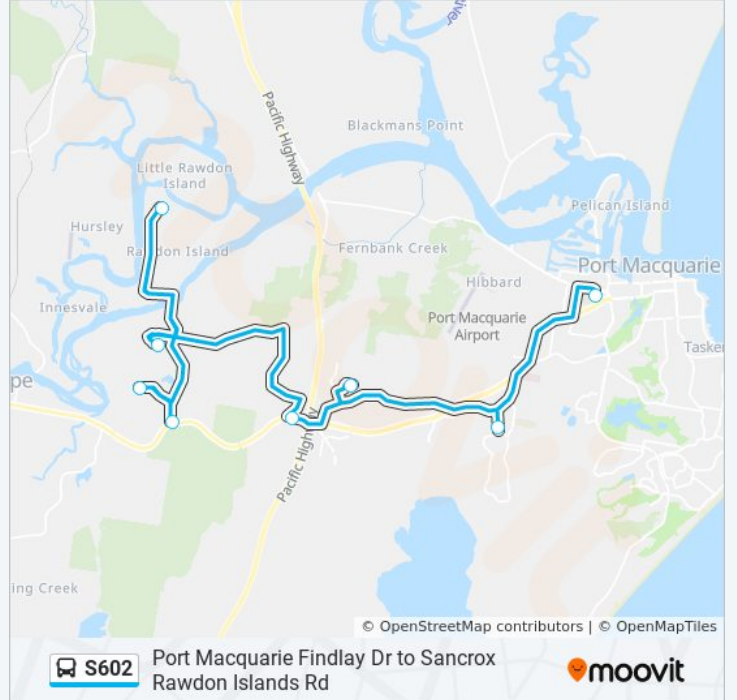 River
Pacific Highway
Blackmans Point
Little Rawdon
Island
Pelican Island
Hursley
Rawdon Island
Fernbank Creek
Port Macquarie
Hibbard
Innesvale
Port Macquarie
Airport
Tasker
pe
Pacific Highway
ing Creek
© OpenStreetMap contributors | © OpenMapTiles
S602
Port Macquarie Findlay Dr to Sancrox
Rawdon Islands Rd
moovit